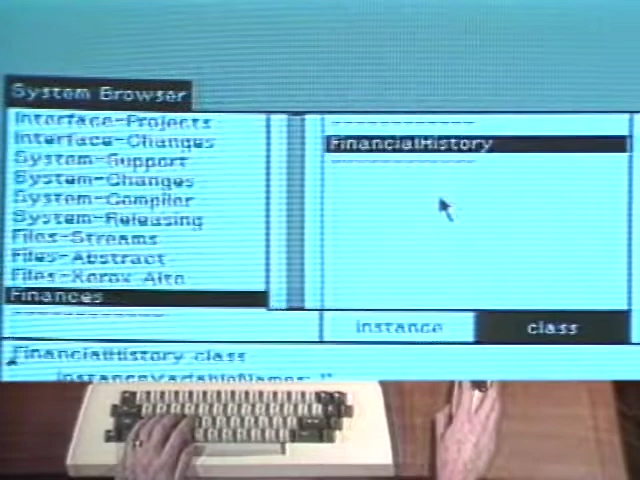 System Browser
Interface-Projects
Interface-Changes
System-Support
System-Changes
System-Compiler
System-Releasing
Files-Streams
Files-Abstract
Files-Xerox Alto
Finances
FinancialHistory
instance
class
FinancialHistory class
instanceVariableNames: ''